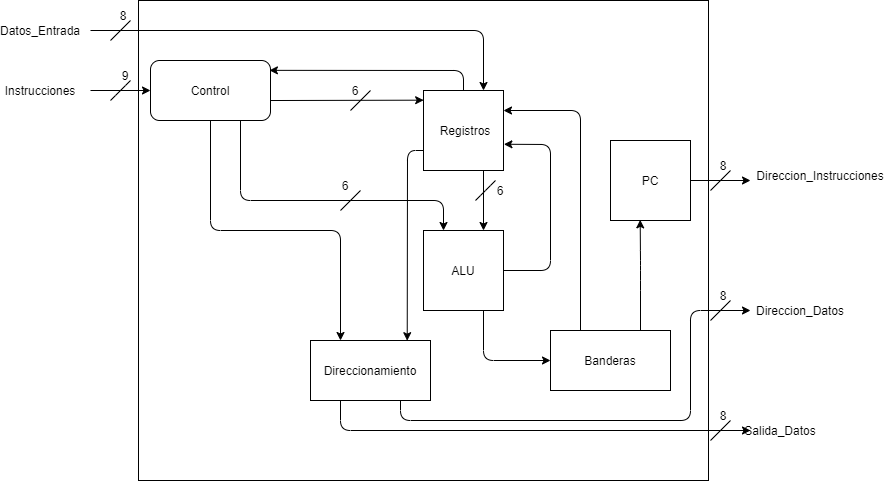 8
Datos_Entrada
9
Instrucciones
Control
6
Registros
PC
8
Direccion_Instrucciones
6
6
ALU
8
Direccion_Datos
Direccionamiento
Banderas
8
Salida_Datos